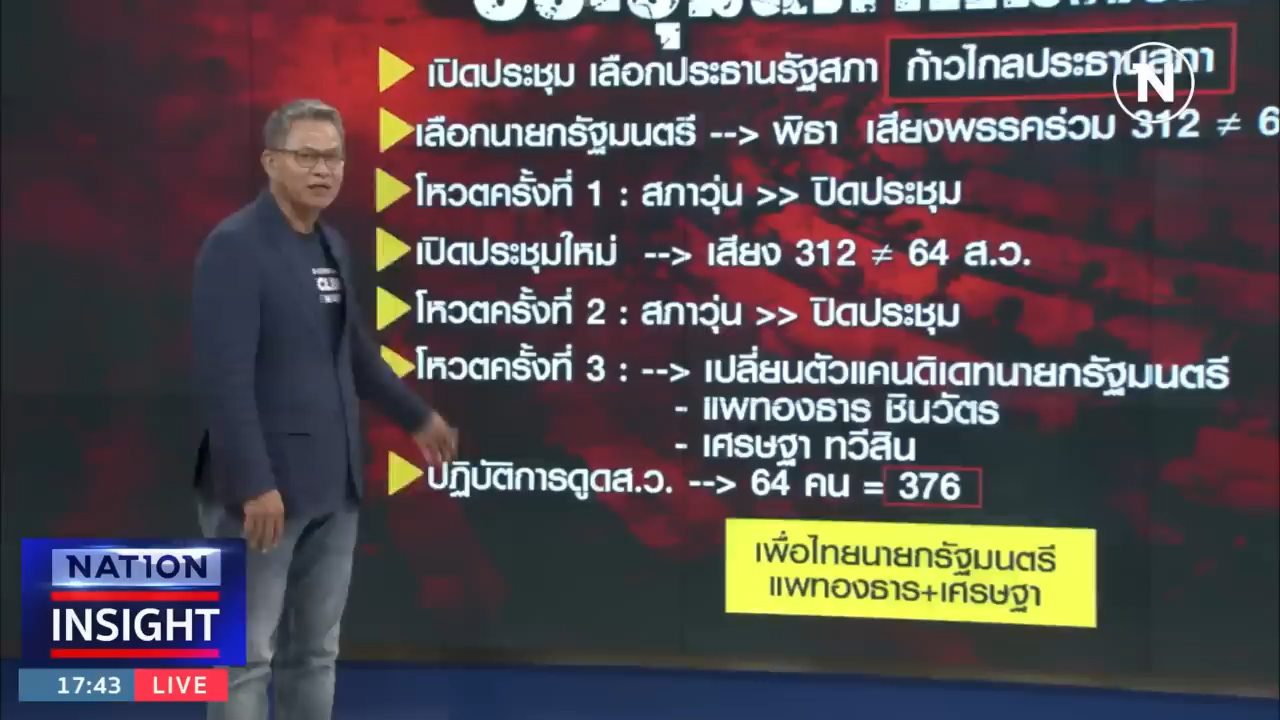 เปิดประชุม เลือกประธานรัฐสภา ก้าวไกลประธานสภา
N
เลือกนายกรัฐมนตรี --> พิธา เสียงพรรคร่วม 312 ≠ 6
โหวตครั้งที่ 1 : สภาวุ่น >> ปิดประชุม
เปิดประชุมใหม่ --> เสียง 312 ≠ 64 ส.ว.
โหวตครั้งที่ 2 : สภาวุ่น >> ปิดประชุม
โหวตครั้งที่ 3 : --> เปลี่ยนตัวแคนดิเดทนายกรัฐมนตรี
- แพทองธาร ชินวัตร
- เศรษฐา ทวีสิน
ปฏิบัติการดูดส.ว. --> 64 คน = 376
เพื่อไทยนายกรัฐมนตรี
แพทองธาร+เศรษฐา
NATION
INSIGHT
17:43 LIVE